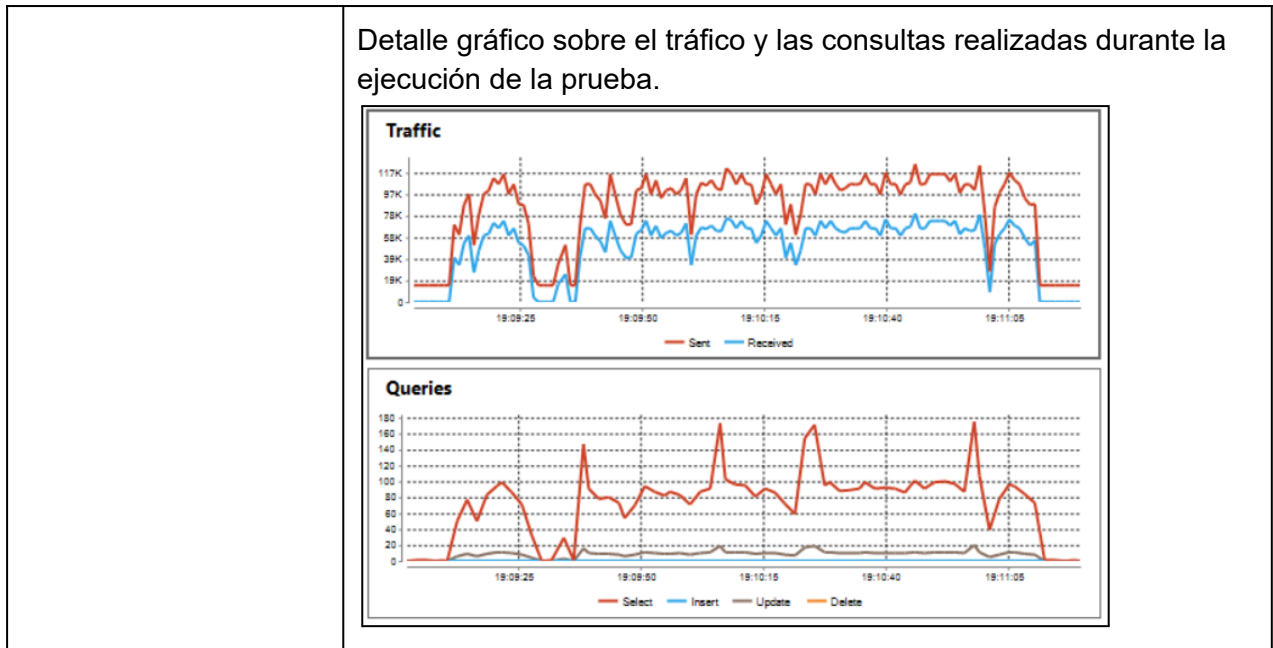 Detalle gráfico sobre el tráfico y las consultas realizadas durante la
ejecución de la prueba.
Traffic
117K
97K
78K
58K
39K
19K
0
19:09:25 19:09:50 19:10:15 19:10:40 19:11:05
Sent Received
Queries
180
160
140
120
100
80
60
40
20
0
19:09:25 19:09:50 19:10:15 19:10:40 19:11:05
Select Insert Update Delete